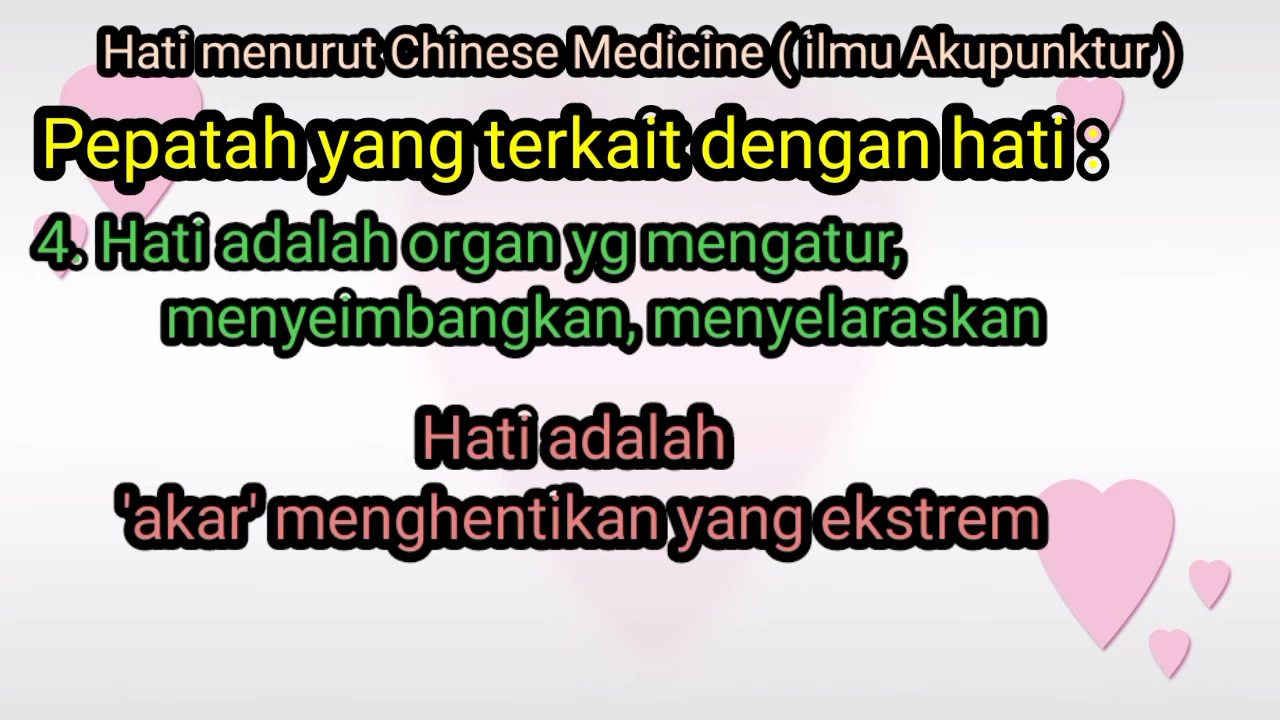 Hati menurut Chinese Medicine ( ilmu Akupunktur )
Pepatah yang terkait dengan hati :
4. Hati adalah organ yg mengatur,
menyeimbangkan, menyelaraskan
Hati adalah
'akar' menghentikan yang ekstrem